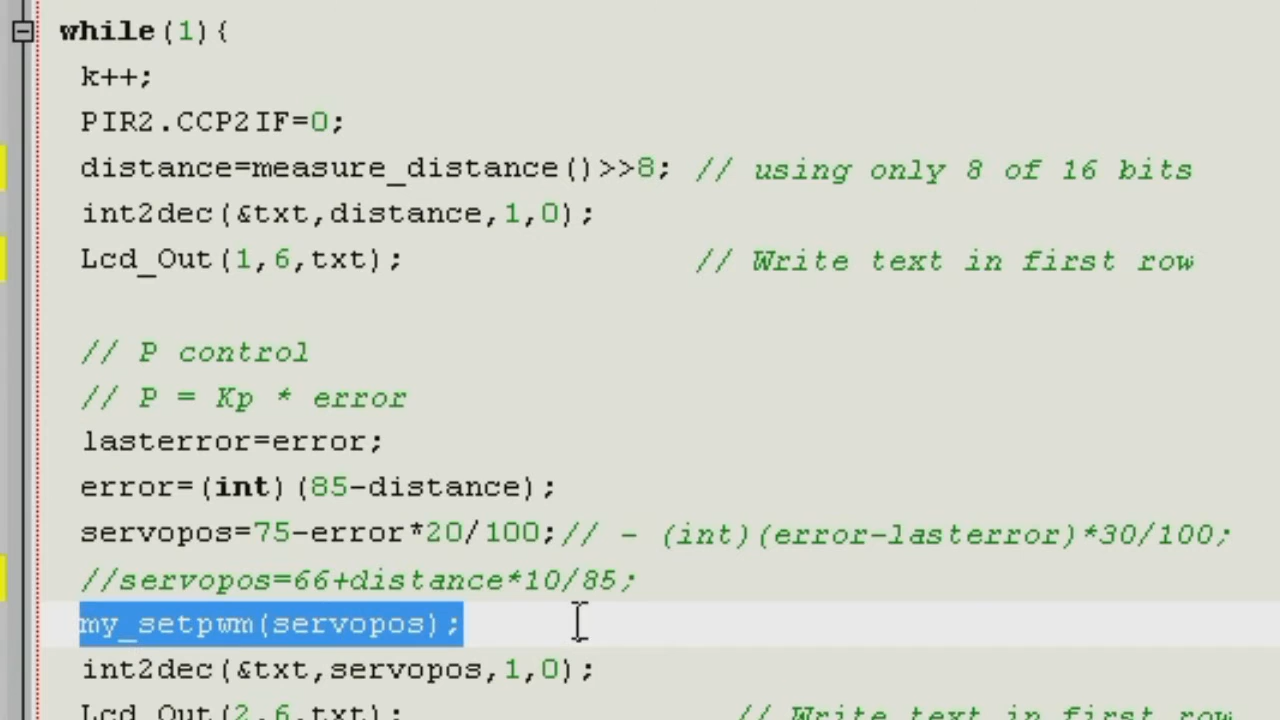 while(1){
k++;
PIR2.CCP2IF=0;
distance=measure_distance()>>8; // using only 8 of 16 bits
int2dec(&txt,distance,1,0);
Lcd_Out(1,6,txt); // Write text in first row
// P control
// P = Kp * error
lasterror=error;
error=(int)(85-distance);
servopos=75-error*20/100;// - (int)(error-lasterror)*30/100;
//servopos=66+distance*10/85;
my_setpwm(servopos);
int2dec(&txt,servopos,1,0);
Lcd_Out(2,6,txt); // Write text in first row